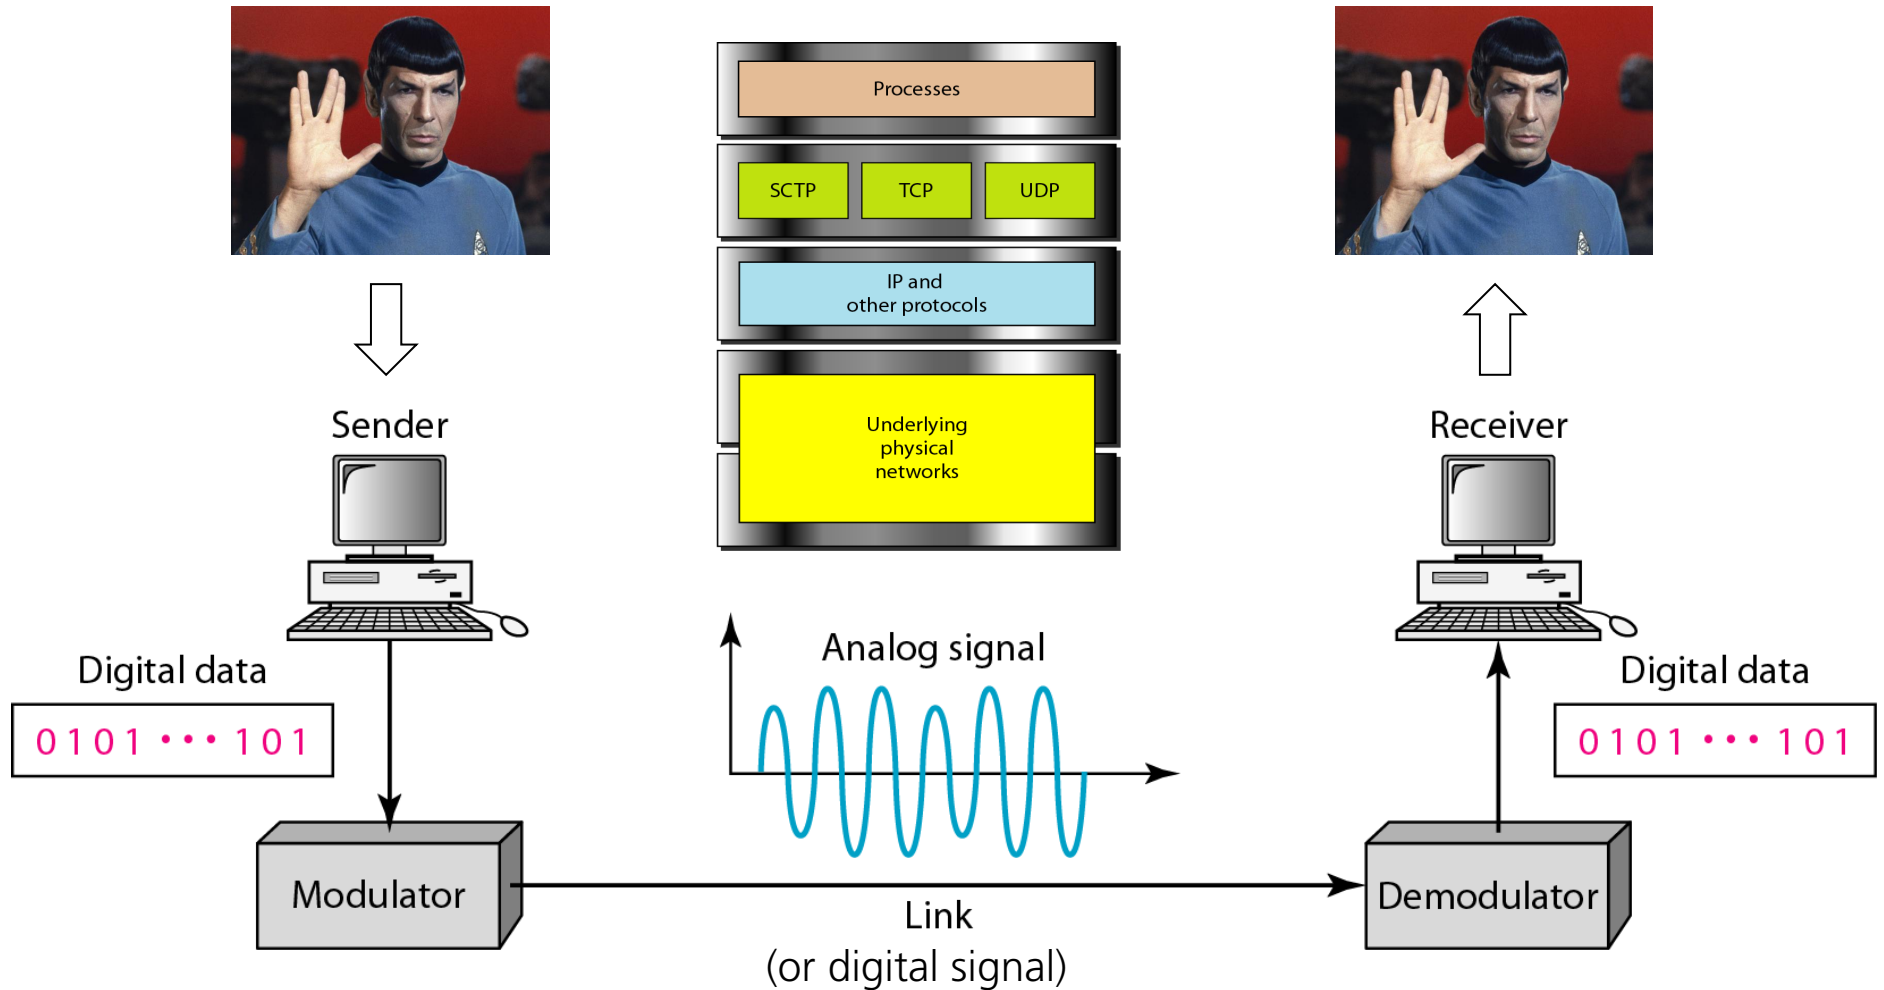 Processes
SCTP
TCP
UDP
IP and
other protocols
Underlying
physical
networks
Sender
Receiver
Digital data
0101 ··· 101
Analog signal
Digital data
0101 ··· 101
Modulator
Demodulator
Link
(or digital signal)